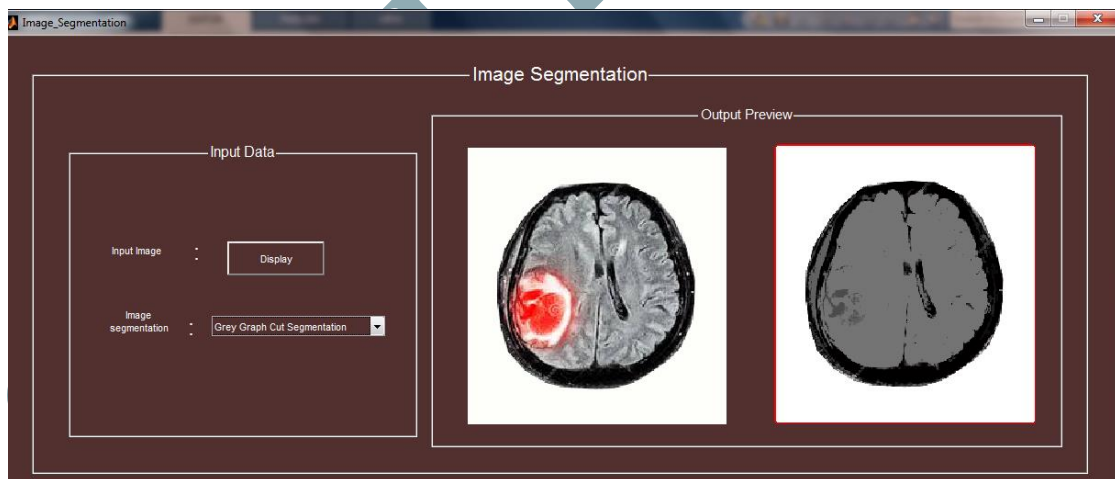 Image_Segmentation
Image Segmentation
Input Data
Input Image :
Display
Image
segmentation :
Grey Graph Cut Segmentation
Output Preview